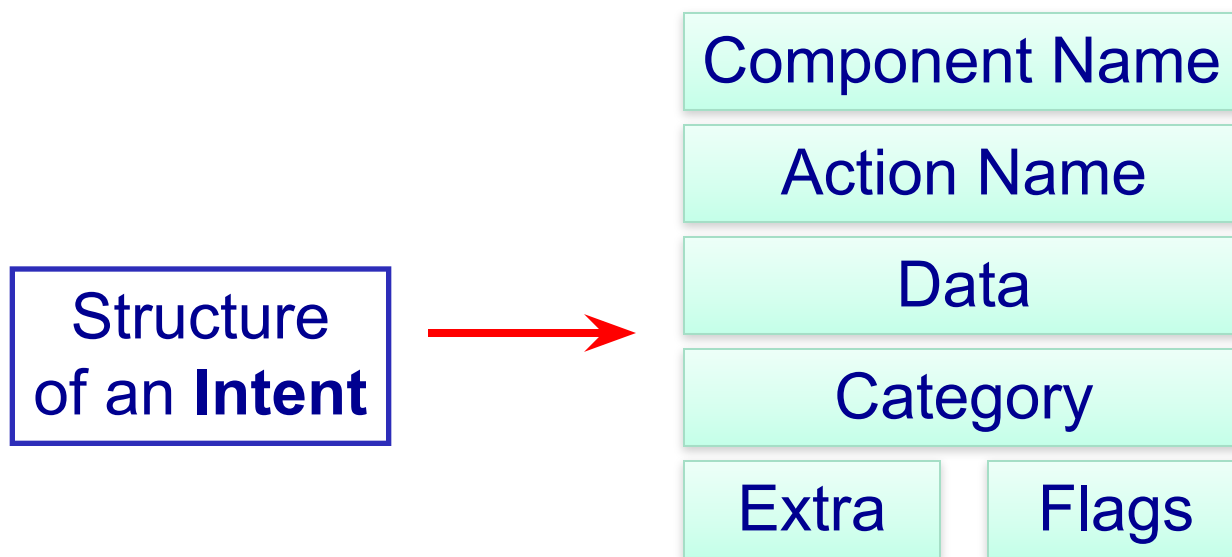 Component Name
Action Name
Data
Structure
of an Intent
Category
Extra
Flags